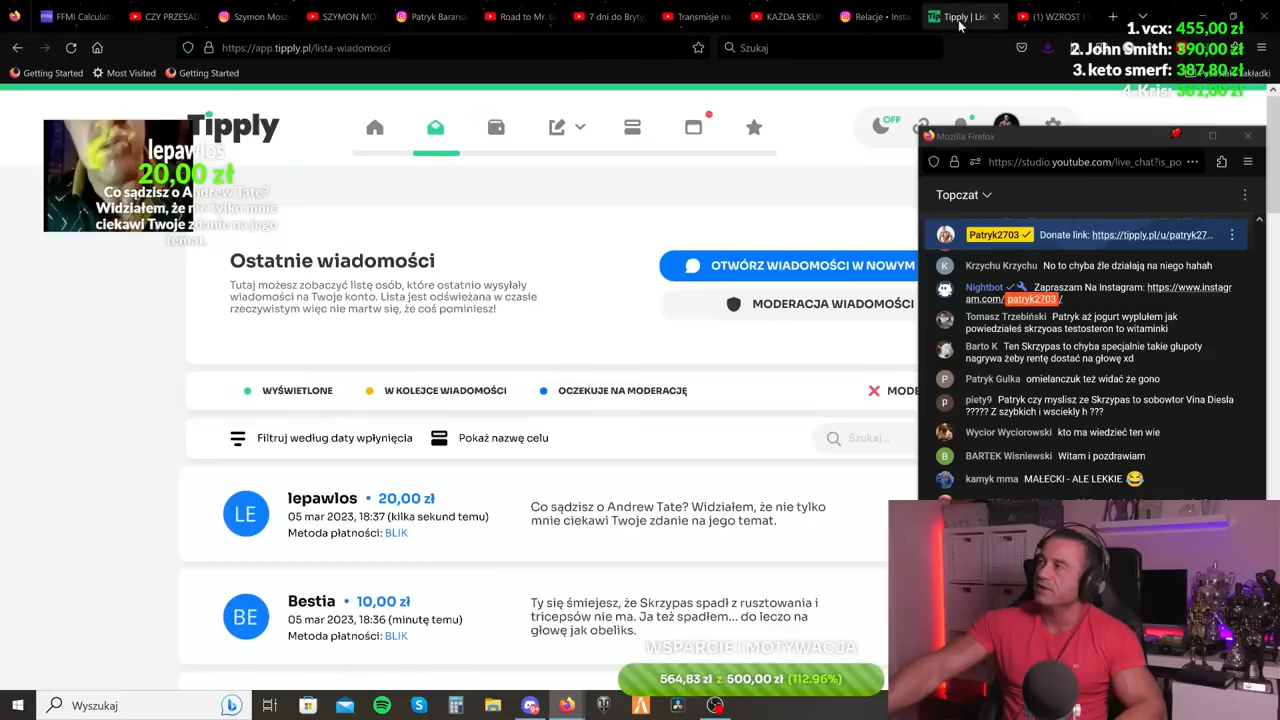 FFMI Calculat
CZY PRZESAD
Szymon Mosz
SZYMON MOS
Patryk Baransk
Road to Mr. U
7 dni do Bryty
Transmisje na
KAŻDA SEKUN
Relacje • Insta
Tipply | Lis
(1) WZROST I
https://app.tipply.pl/lista-wiadomosci
Szukaj
Getting Started
Most Visited
Getting Started
1. vcx: 455,00 zł
2. John Smith: 390,00 zł
3. keto smerf: 387,80 zł
4. Kris: 381,00 zł
Tipply
OFF
lepawlos
20,00 zł
Co sądzisz o Andrew Tate?
Widziałem, że nie tylko mnie
ciekawi Twoje zdanie na jego
temat.
Ostatnie wiadomości
Tutaj możesz zobaczyć listę osób, które ostatnio wysyłały
wiadomości na Twoje konto. Lista jest odświeżana w czasie
rzeczywistym więc nie martw się, że coś pominiesz!
OTWÓRZ WIADOMOŚCI W NOWYM
MODERACJA WIADOMOŚCI
WYŚWIETLONE
W KOLEJCE WIADOMOŚCI
OCZEKUJE NA MODERACJĘ
MODE
Filtruj według daty wpłynięcia
Pokaż nazwę celu
Szukaj...
LE
lepawlos • 20,00 zł
05 mar 2023, 18:37 (kilka sekund temu)
Metoda płatności: BLIK
Co sądzisz o Andrew Tate? Widziałem, że nie tylko
mnie ciekawi Twoje zdanie na jego temat.
BE
Bestia • 10,00 zł
05 mar 2023, 18:36 (minutę temu)
Metoda płatności: BLIK
Ty się śmiejesz, że Skrzypas spadł z rusztowania i
tricepsów nie ma. Ja też spadłem... do leczo na
głowę jak obeliks.
WSPARCIE I MOTYWACJA
564,83 zł z 500,00 zł (112.96%)
Mozilla Firefox
https://studio.youtube.com/live_chat?is_po
Topczat
Patryk2703 Donate link: https://tipply.pl/u/patryk27...
Krzychu Krzychu No to chyba źle działają na niego hahah
Nightbot Zapraszam Na Instagram: https://www.instagr
am.com/patryk2703/
Tomasz Trzebiński Patryk aż jogurt wyplułem jak
powiedziałeś skrzyoas testosteron to witaminki
Barto K Ten Skrzypas to chyba specjalnie takie głupoty
nagrywa żeby rentę dostać na głowę xd
Patryk Gulka omielanczuk też widać że gono
piety9 Patryk czy myslisz ze Skrzypas to sobowtor Vina Diesla
????? Z szybkich i wsciekly h ???
Wycior Wyciorowski kto ma wiedzieć ten wie
BARTEK Wisniewski Witam i pozdrawiam
kamyk mma MAŁECKI - ALE LEKKIE 😂
Wyszukaj